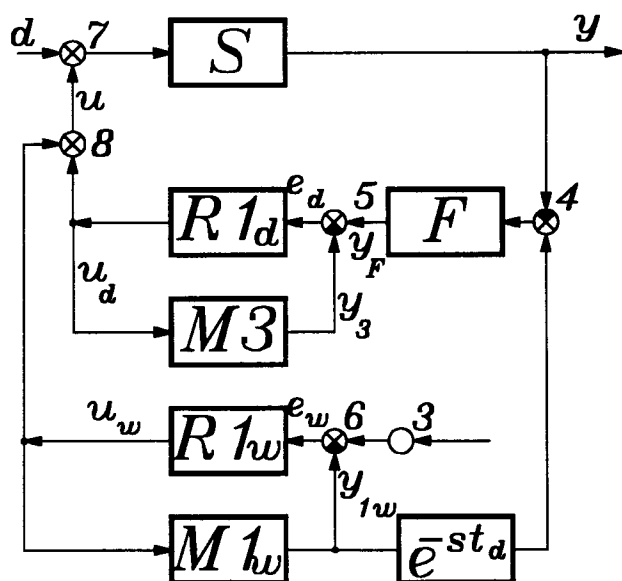 d 7 S y
u
8
e_d 5 4
R1_d F
y_F
u_d
M3 y_3
u_w e_w 6 3
R1_w
y_1w
M1_w e^-st_d